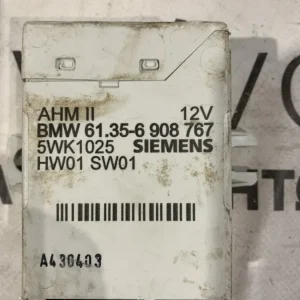 AHM II 12V
BMW 61.35-6 908 767
5WK1025 SIEMENS
HW01 SW01
A430403